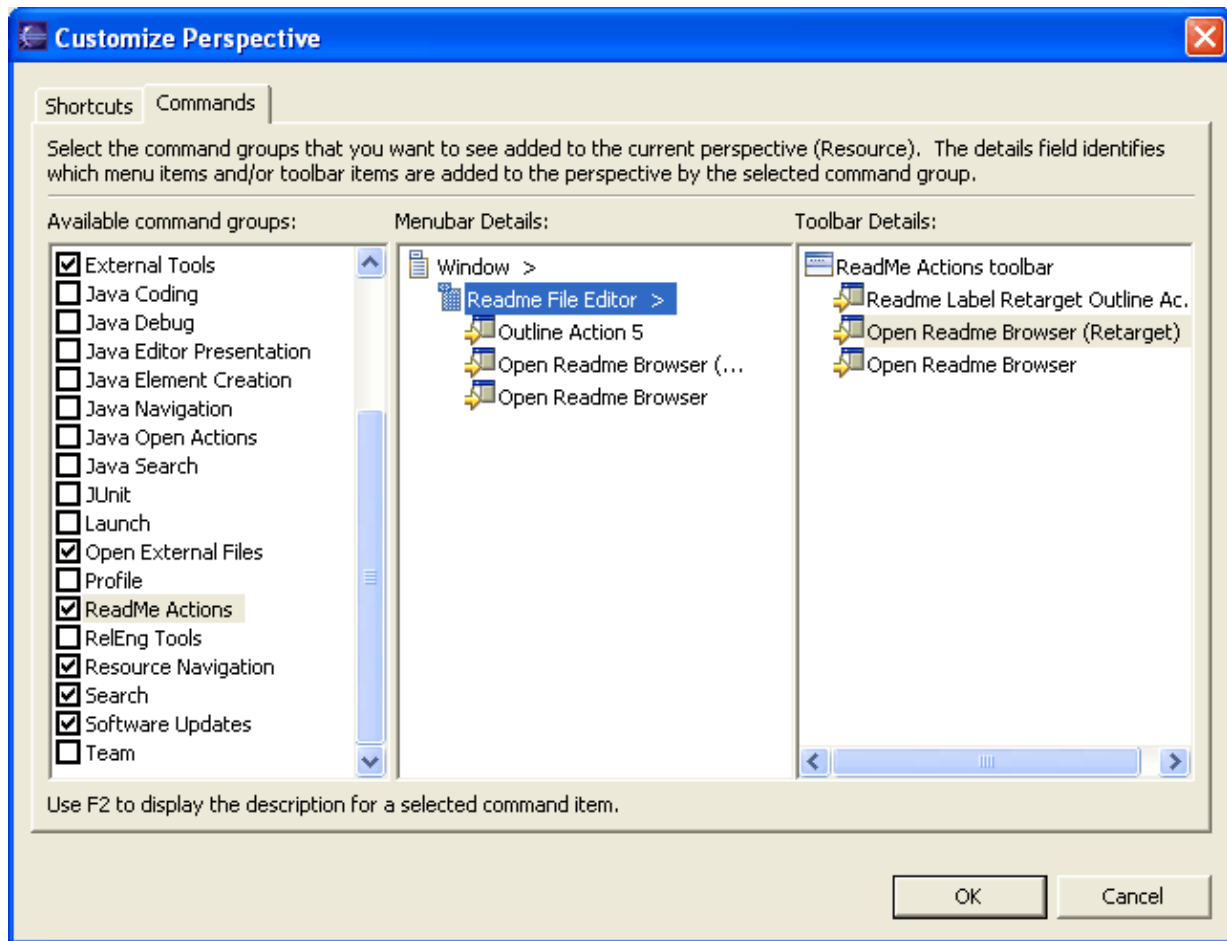 Customize Perspective
Shortcuts
Commands
Select the command groups that you want to see added to the current perspective (Resource).  The details field identifies
which menu items and/or toolbar items are added to the perspective by the selected command group.
Available command groups:
External Tools
Java Coding
Java Debug
Java Editor Presentation
Java Element Creation
Java Navigation
Java Open Actions
Java Search
JUnit
Launch
Open External Files
Profile
ReadMe Actions
RelEng Tools
Resource Navigation
Search
Software Updates
Team
Menubar Details:
Window >
Readme File Editor >
Outline Action 5
Open Readme Browser (...
Open Readme Browser
Toolbar Details:
ReadMe Actions toolbar
Readme Label Retarget Outline Ac.
Open Readme Browser (Retarget)
Open Readme Browser
Use F2 to display the description for a selected command item.
OK
Cancel